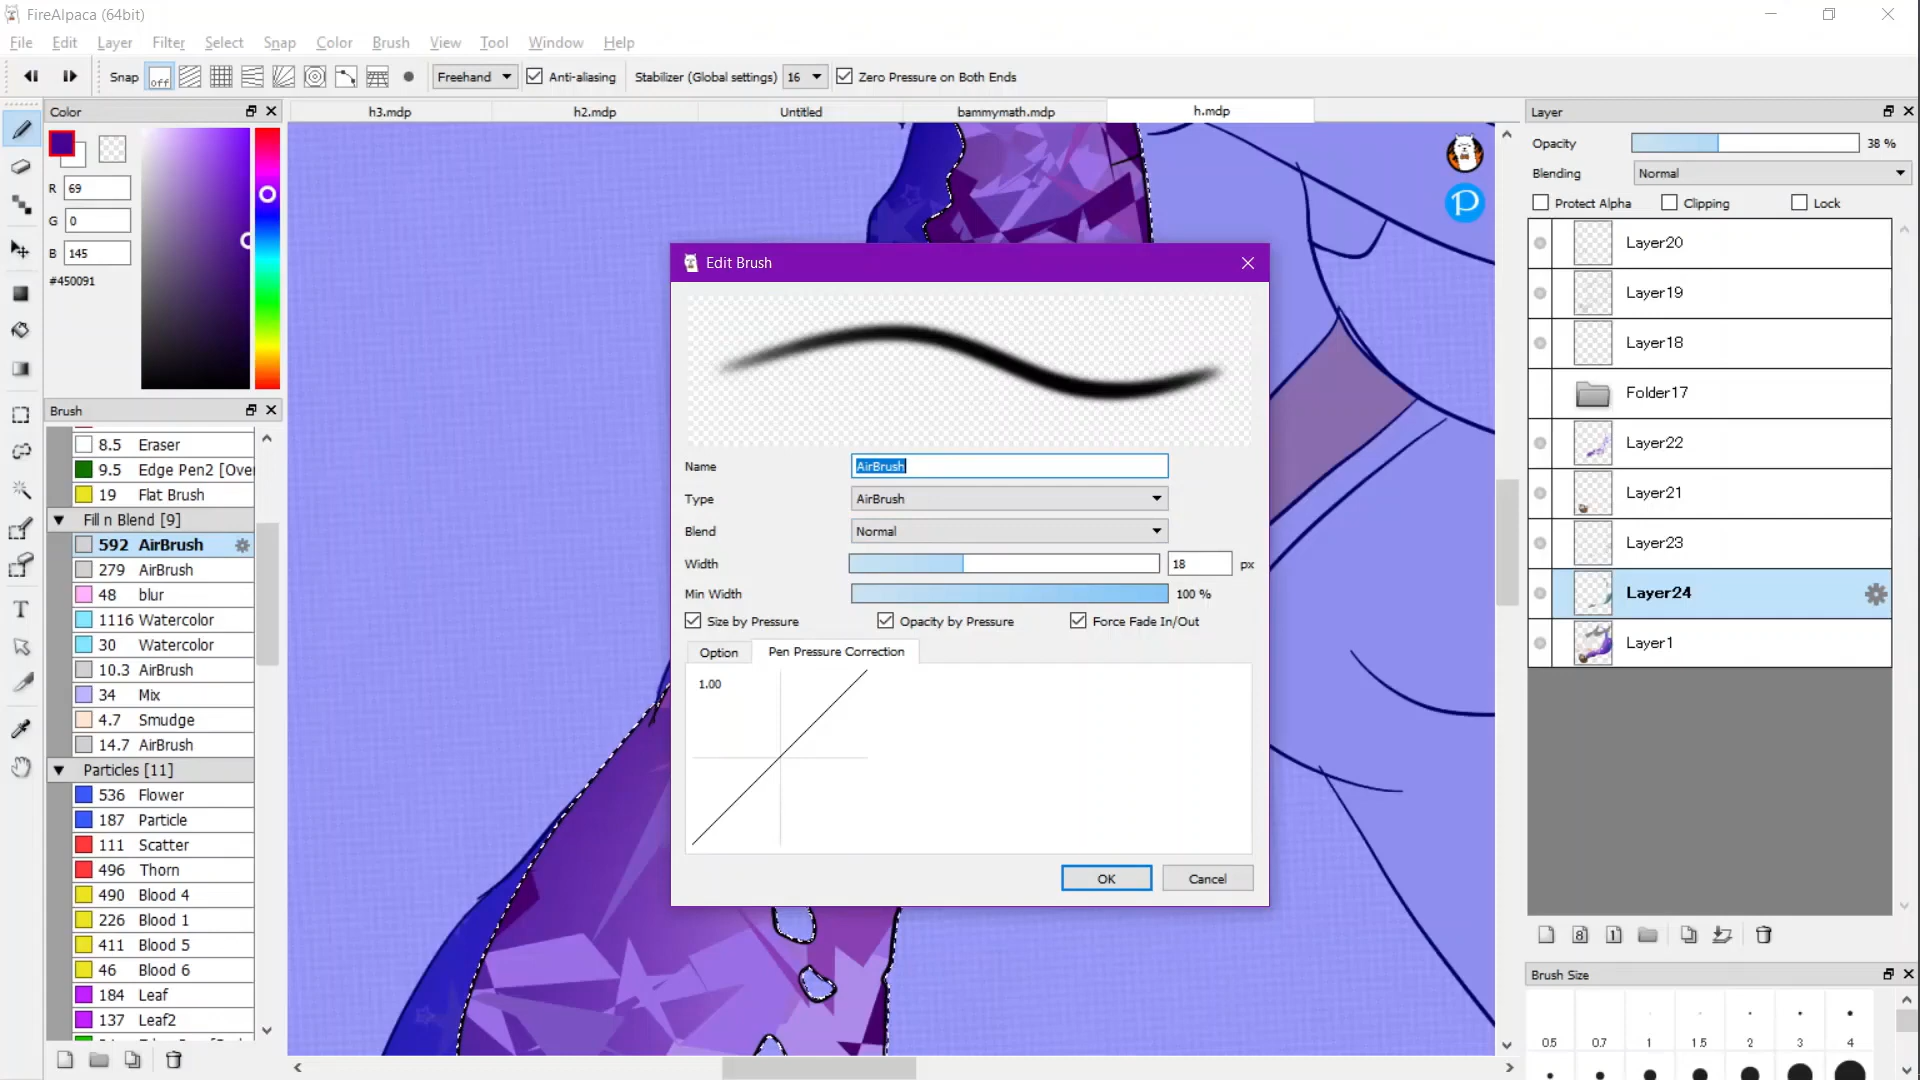 FireAlpaca (64bit)
File Edit Layer Filter Select Snap Color Brush View Tool Window Help
Snap off Freehand Anti-aliasing Stabilizer (Global settings) 16 Zero Pressure on Both Ends
Color
R 69
G 0
B 145
#450091
Brush
8.5 Eraser
9.5 Edge Pen2 [Over
19 Flat Brush
Fill n Blend [9]
592 AirBrush
279 AirBrush
48 blur
1116 Watercolor
30 Watercolor
10.3 AirBrush
34 Mix
4.7 Smudge
14.7 AirBrush
Particles [11]
536 Flower
187 Particle
111 Scatter
496 Thorn
490 Blood 4
226 Blood 1
411 Blood 5
46 Blood 6
184 Leaf
137 Leaf2
h3.mdp h2.mdp Untitled bammymath.mdp h.mdp
P
Edit Brush
Name AirBrush
Type AirBrush
Blend Normal
Width 18 px
Min Width 100 %
Size by Pressure Opacity by Pressure Force Fade In/Out
Option Pen Pressure Correction
1.00
OK Cancel
Layer
Opacity 38 %
Blending Normal
Protect Alpha Clipping Lock
Layer20
Layer19
Layer18
Folder17
Layer22
Layer21
Layer23
Layer24
Layer1
8 1
Brush Size
0.5 0.7 1 1.5 2 3 4